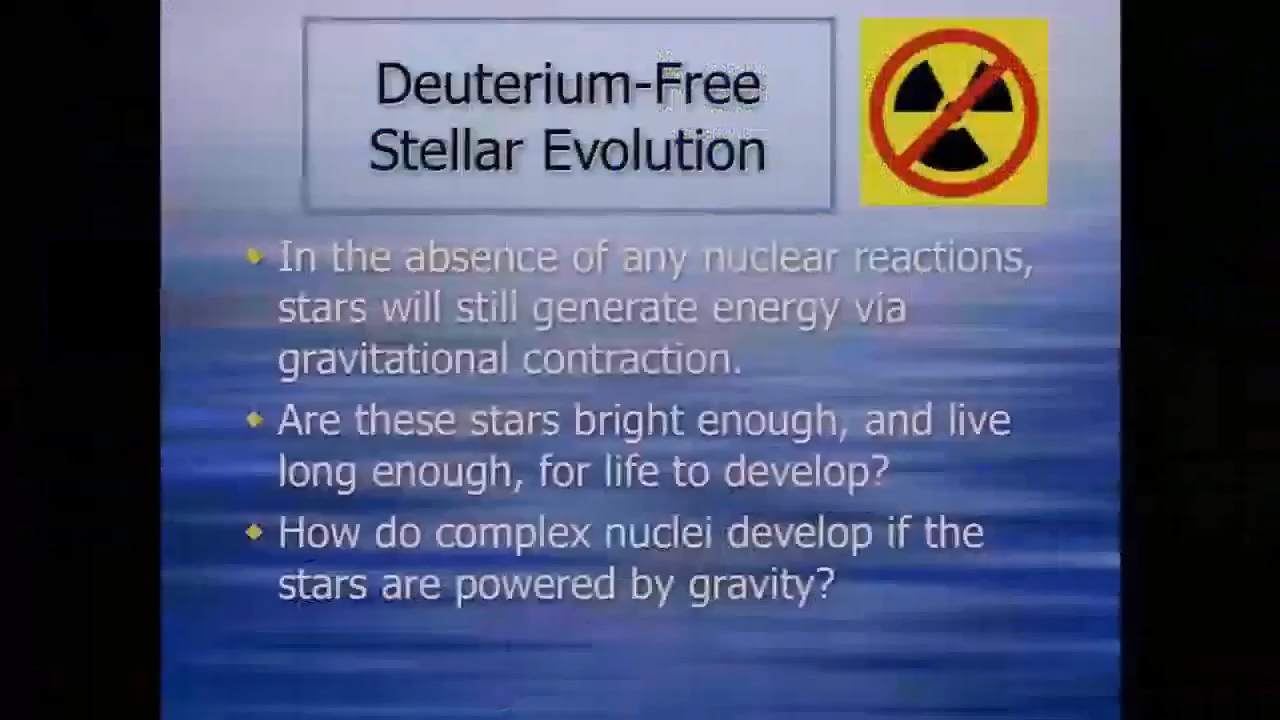 Deuterium-Free
Stellar Evolution
In the absence of any nuclear reactions,
stars will still generate energy via
gravitational contraction.
Are these stars bright enough, and live
long enough, for life to develop?
How do complex nuclei develop if the
stars are powered by gravity?